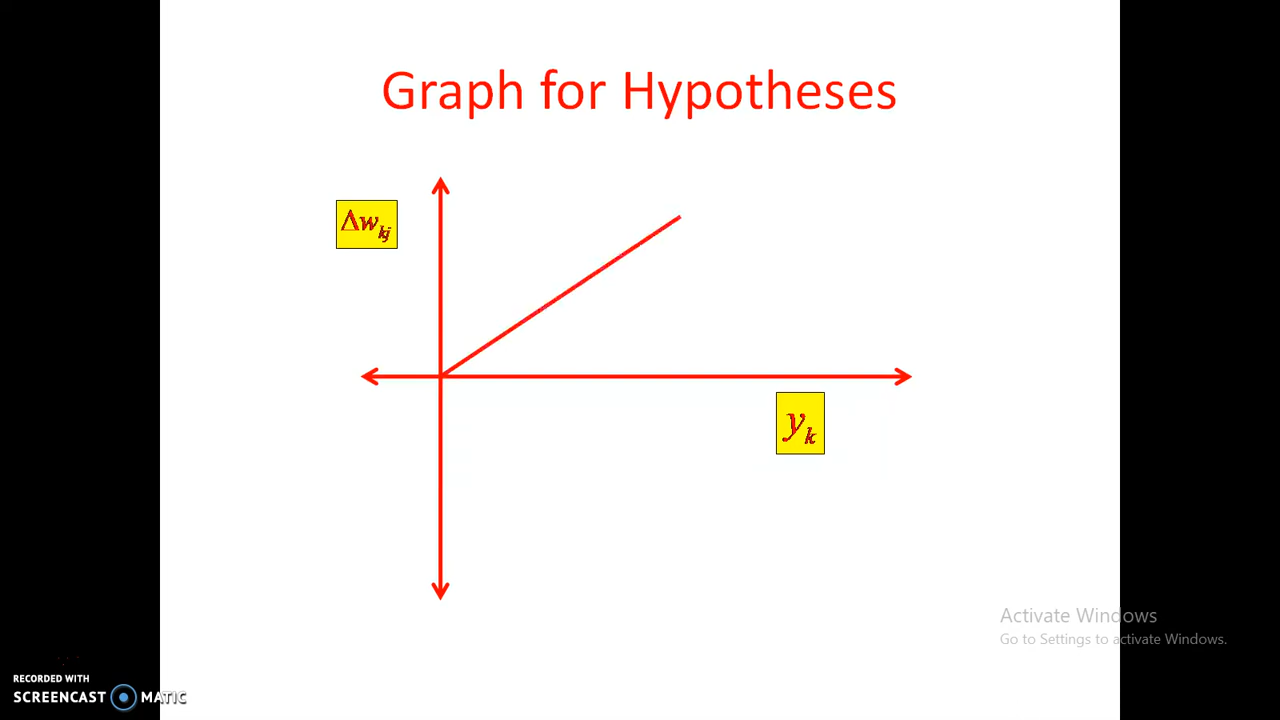 Graph for Hypotheses
Δw_kj
y_k
Activate Windows
Go to Settings to activate Windows.
RECORDED WITH
SCREENCAST MATIC